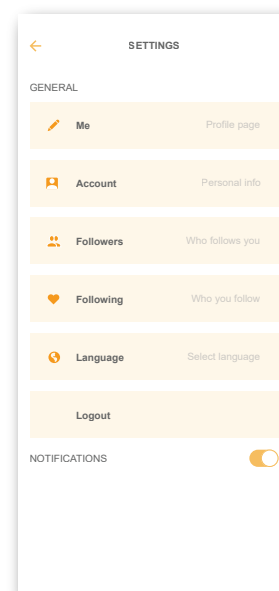 SETTINGS
GENERAL
Me Profile page
Account Personal info
Followers Who follows you
Following Who you follow
Language Select language
Logout
NOTIFICATIONS